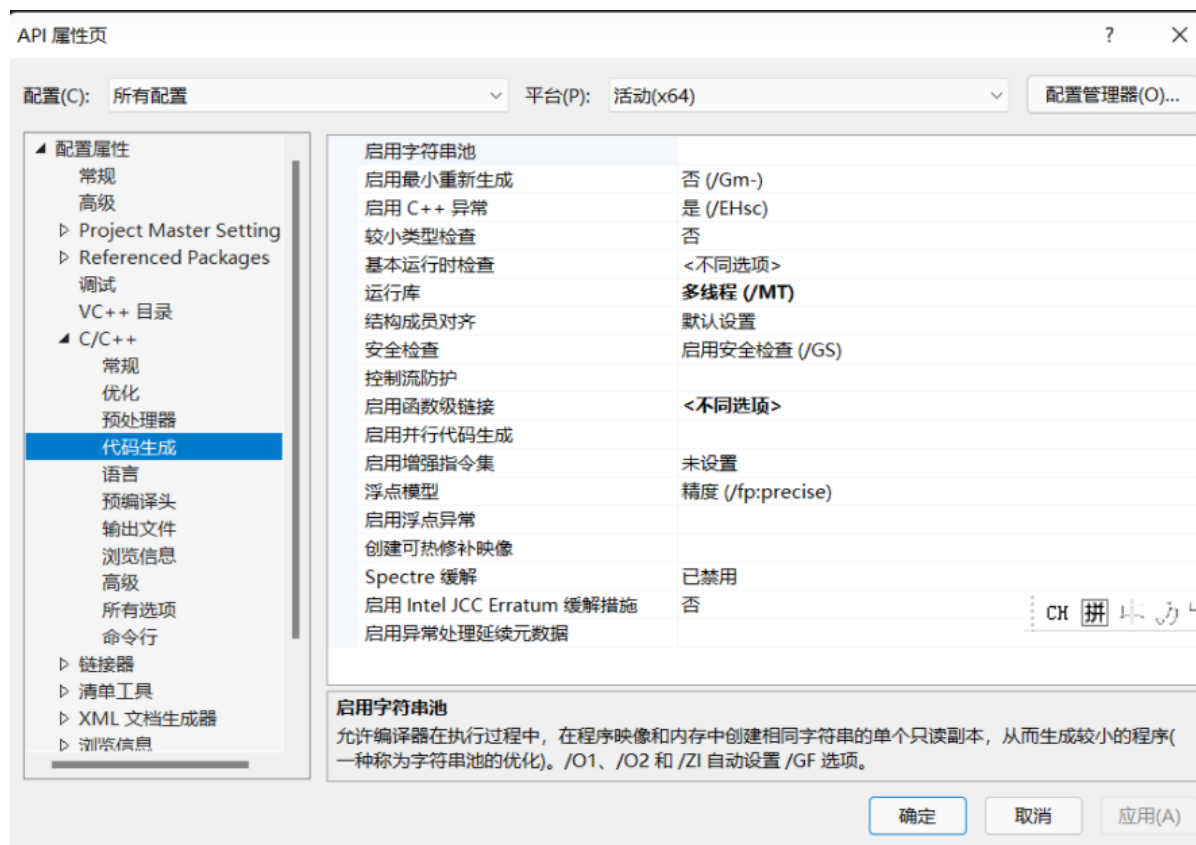 API 属性页
配置(C): 所有配置 平台(P): 活动(x64) 配置管理器(O)...
配置属性
常规
高级
Project Master Setting
Referenced Packages
调试
VC++ 目录
C/C++
常规
优化
预处理器
代码生成
语言
预编译头
输出文件
浏览信息
高级
所有选项
命令行
链接器
清单工具
XML 文档生成器
浏览信息
启用字符串池
启用最小重新生成 否 (/Gm-)
启用 C++ 异常 是 (/EHsc)
较小类型检查 否
基本运行时检查 <不同选项>
运行库 多线程 (/MT)
结构成员对齐 默认设置
安全检查 启用安全检查 (/GS)
控制流防护
启用函数级链接 <不同选项>
启用并行代码生成
启用增强指令集 未设置
浮点模型 精度 (/fp:precise)
启用浮点异常
创建可热修补映像
Spectre 缓解 已禁用
启用 Intel JCC Erratum 缓解措施 否
启用异常处理延续元数据
CH 拼
启用字符串池
允许编译器在执行过程中，在程序映像和内存中创建相同字符串的单个只读副本，从而生成较小的程序(
一种称为字符串池的优化)。/O1、/O2 和 /ZI 自动设置 /GF 选项。
确定 取消 应用(A)